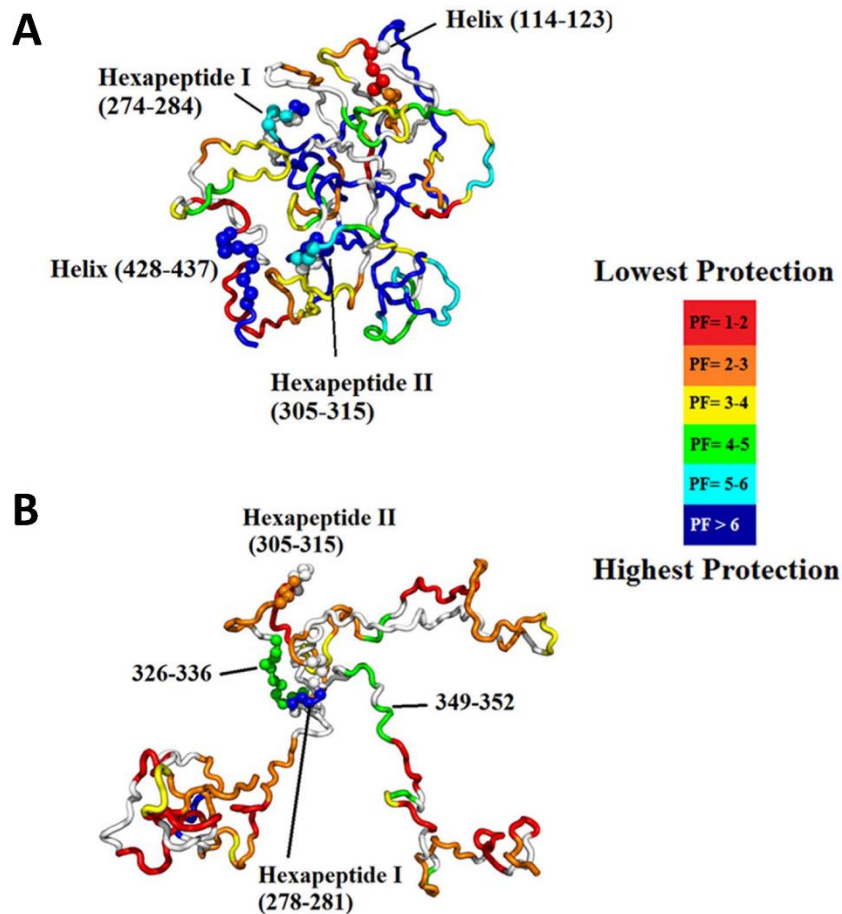 A
Helix (114-123)
Hexapeptide I
(274-284)
Helix (428-437)
Hexapeptide II
(305-315)
Lowest Protection
PF= 1-2
PF= 2-3
PF= 3-4
PF= 4-5
PF= 5-6
PF > 6
Highest Protection
B
Hexapeptide II
(305-315)
326-336
349-352
Hexapeptide I
(278-281)